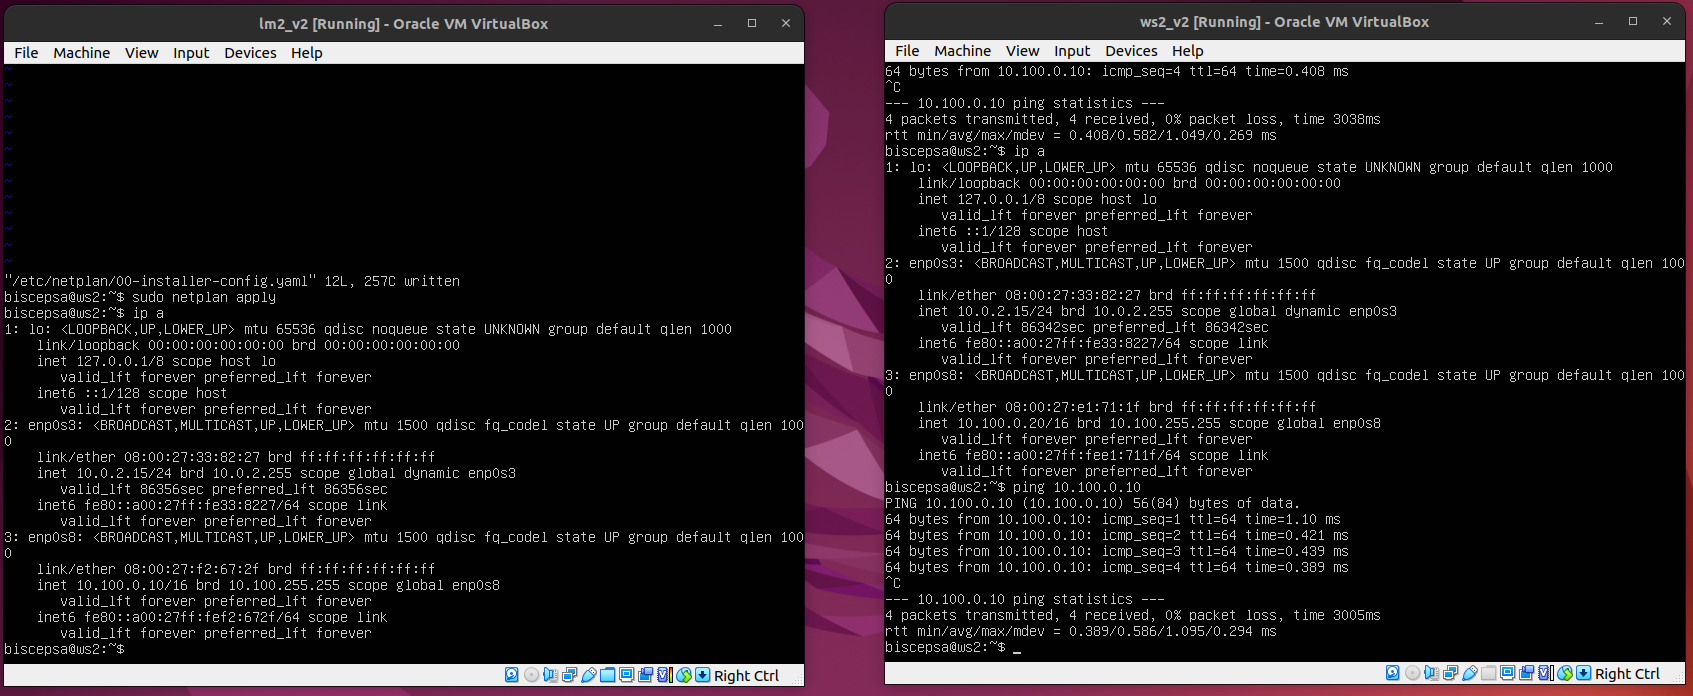 lm2_v2 [Running] - Oracle VM VirtualBox
File Machine View Input Devices Help
~
~
~
~
~
~
~
~
~
~
~
~
~
"/etc/netplan/00-installer-config.yaml" 12L, 257C written
biscepsa@ws2:~$ sudo netplan apply
biscepsa@ws2:~$ ip a
1: lo: <LOOPBACK,UP,LOWER_UP> mtu 65536 qdisc noqueue state UNKNOWN group default qlen 1000
    link/loopback 00:00:00:00:00:00 brd 00:00:00:00:00:00
    inet 127.0.0.1/8 scope host lo
       valid_lft forever preferred_lft forever
    inet6 ::1/128 scope host
       valid_lft forever preferred_lft forever
2: enp0s3: <BROADCAST,MULTICAST,UP,LOWER_UP> mtu 1500 qdisc fq_codel state UP group default qlen 100
0
    link/ether 08:00:27:33:82:27 brd ff:ff:ff:ff:ff:ff
    inet 10.0.2.15/24 brd 10.0.2.255 scope global dynamic enp0s3
       valid_lft 86356sec preferred_lft 86356sec
    inet6 fe80::a00:27ff:fe33:8227/64 scope link
       valid_lft forever preferred_lft forever
3: enp0s8: <BROADCAST,MULTICAST,UP,LOWER_UP> mtu 1500 qdisc fq_codel state UP group default qlen 100
0
    link/ether 08:00:27:f2:67:2f brd ff:ff:ff:ff:ff:ff
    inet 10.100.0.10/16 brd 10.100.255.255 scope global enp0s8
       valid_lft forever preferred_lft forever
    inet6 fe80::a00:27ff:fef2:672f/64 scope link
       valid_lft forever preferred_lft forever
biscepsa@ws2:~$
Right Ctrl
ws2_v2 [Running] - Oracle VM VirtualBox
File Machine View Input Devices Help
64 bytes from 10.100.0.10: icmp_seq=4 ttl=64 time=0.408 ms
^C
--- 10.100.0.10 ping statistics ---
4 packets transmitted, 4 received, 0% packet loss, time 3038ms
rtt min/avg/max/mdev = 0.408/0.582/1.049/0.269 ms
biscepsa@ws2:~$ ip a
1: lo: <LOOPBACK,UP,LOWER_UP> mtu 65536 qdisc noqueue state UNKNOWN group default qlen 1000
    link/loopback 00:00:00:00:00:00 brd 00:00:00:00:00:00
    inet 127.0.0.1/8 scope host lo
       valid_lft forever preferred_lft forever
    inet6 ::1/128 scope host
       valid_lft forever preferred_lft forever
2: enp0s3: <BROADCAST,MULTICAST,UP,LOWER_UP> mtu 1500 qdisc fq_codel state UP group default qlen 100
0
    link/ether 08:00:27:33:82:27 brd ff:ff:ff:ff:ff:ff
    inet 10.0.2.15/24 brd 10.0.2.255 scope global dynamic enp0s3
       valid_lft 86342sec preferred_lft 86342sec
    inet6 fe80::a00:27ff:fe33:8227/64 scope link
       valid_lft forever preferred_lft forever
3: enp0s8: <BROADCAST,MULTICAST,UP,LOWER_UP> mtu 1500 qdisc fq_codel state UP group default qlen 100
0
    link/ether 08:00:27:e1:71:1f brd ff:ff:ff:ff:ff:ff
    inet 10.100.0.20/16 brd 10.100.255.255 scope global enp0s8
       valid_lft forever preferred_lft forever
    inet6 fe80::a00:27ff:fee1:711f/64 scope link
       valid_lft forever preferred_lft forever
biscepsa@ws2:~$ ping 10.100.0.10
PING 10.100.0.10 (10.100.0.10) 56(84) bytes of data.
64 bytes from 10.100.0.10: icmp_seq=1 ttl=64 time=1.10 ms
64 bytes from 10.100.0.10: icmp_seq=2 ttl=64 time=0.421 ms
64 bytes from 10.100.0.10: icmp_seq=3 ttl=64 time=0.439 ms
64 bytes from 10.100.0.10: icmp_seq=4 ttl=64 time=0.389 ms
^C
--- 10.100.0.10 ping statistics ---
4 packets transmitted, 4 received, 0% packet loss, time 3005ms
rtt min/avg/max/mdev = 0.389/0.586/1.095/0.294 ms
biscepsa@ws2:~$ _
Right Ctrl